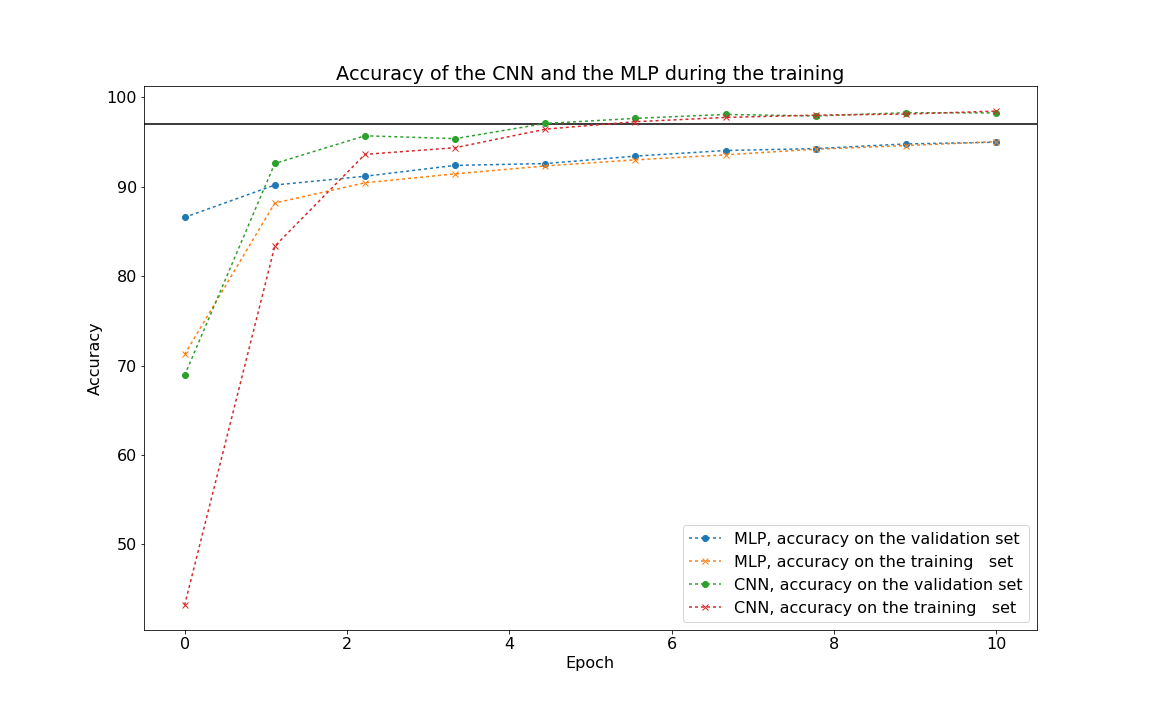 Accuracy of the CNN and the MLP during the training
100
90
80
70
60
50
Accuracy
0 2 4 6 8 10
Epoch
MLP, accuracy on the validation set
MLP, accuracy on the training set
CNN, accuracy on the validation set
CNN, accuracy on the training set